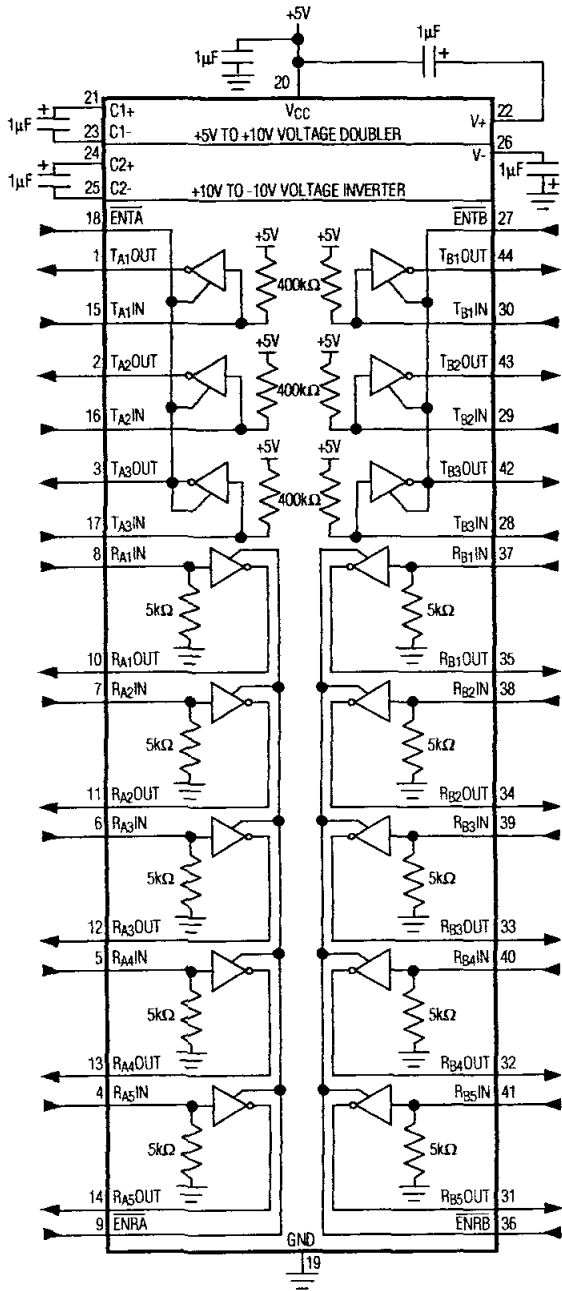 +5V
1μF
1μF
20
21 C1+ VCC V+ 22
1μF
23 C1- +5V TO +10V VOLTAGE DOUBLER
24 C2+ V- 26
1μF 1μF
25 C2- +10V TO -10V VOLTAGE INVERTER
18 ENTA ENTB 27
+5V +5V
1 TA1OUT TB1OUT 44
400kΩ
15 TA1IN TB1IN 30
+5V +5V
2 TA2OUT TB2OUT 43
400kΩ
16 TA2IN TB2IN 29
+5V +5V
3 TA3OUT TB3OUT 42
400kΩ
17 TA3IN TB3IN 28
8 RA1IN RB1IN 37
5kΩ 5kΩ
10 RA1OUT RB1OUT 35
7 RA2IN RB2IN 38
5kΩ 5kΩ
11 RA2OUT RB2OUT 34
6 RA3IN RB3IN 39
5kΩ 5kΩ
12 RA3OUT RB3OUT 33
5 RA4IN RB4IN 40
5kΩ 5kΩ
13 RA4OUT RB4OUT 32
4 RA5IN RB5IN 41
5kΩ 5kΩ
14 RA5OUT RB5OUT 31
9 ENRA ENRB 36
GND
19